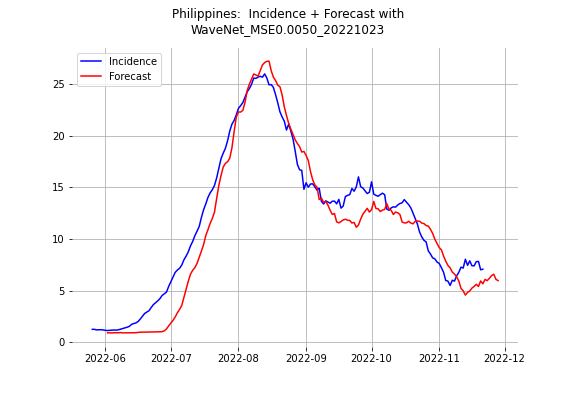 Philippines:  Incidence + Forecast with
WaveNet_MSE0.0050_20221023
Incidence
Forecast
25
20
15
10
5
0
2022-06 2022-07 2022-08 2022-09 2022-10 2022-11 2022-12